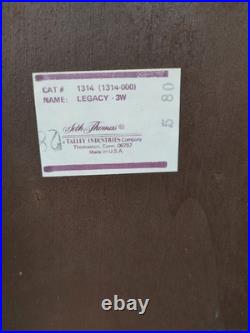 CAT # 1314 (1314-000)
NAME: LEGACY - 3W
Seth Thomas®
TALLEY INDUSTRIES Company
Thomaston, Conn. 06787
Made in U.S.A.
5 80